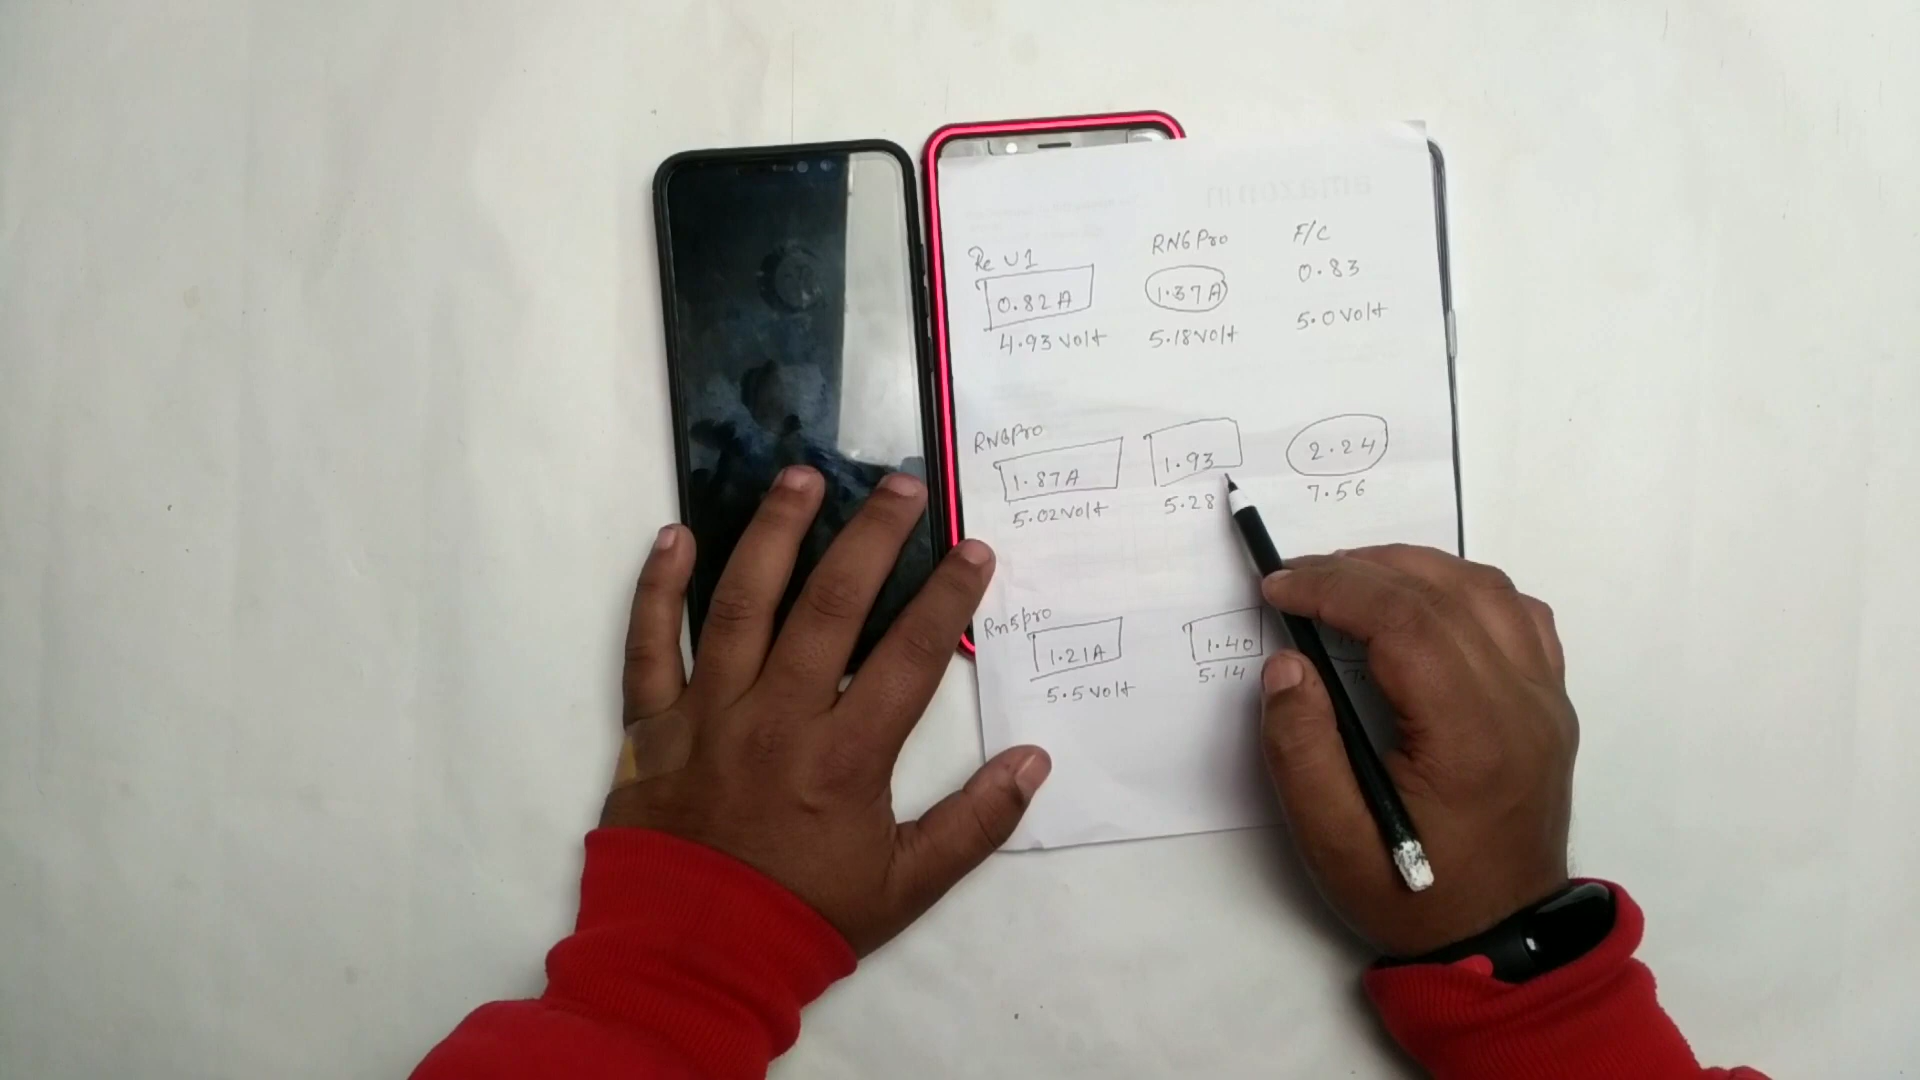 Re U1 RN6Pro F/C
0.82A 1.37A 0.83
4.93 volt 5.18 volt 5.0 volt
RN6Pro
1.87A 1.93 2.24
5.02 volt 5.28 7.56
Rn5pro
1.21A 1.40
5.5 volt 5.14